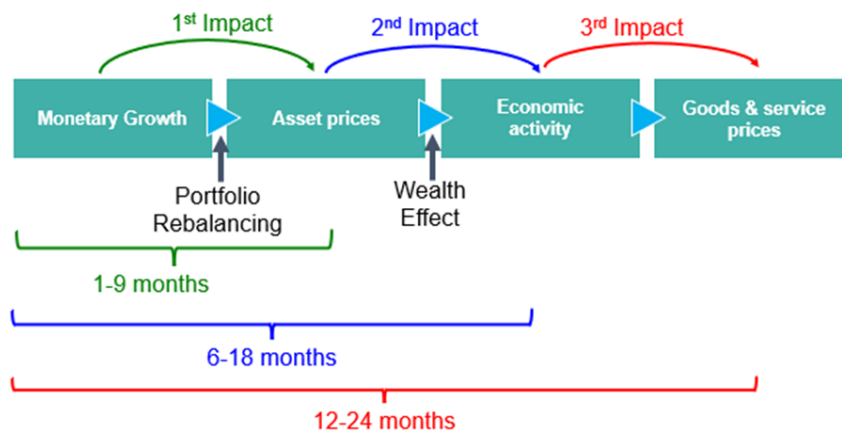 1st Impact
2nd Impact
3rd Impact
Monetary Growth
Asset prices
Economic
activity
Goods & service
prices
Portfolio
Rebalancing
Wealth
Effect
1-9 months
6-18 months
12-24 months